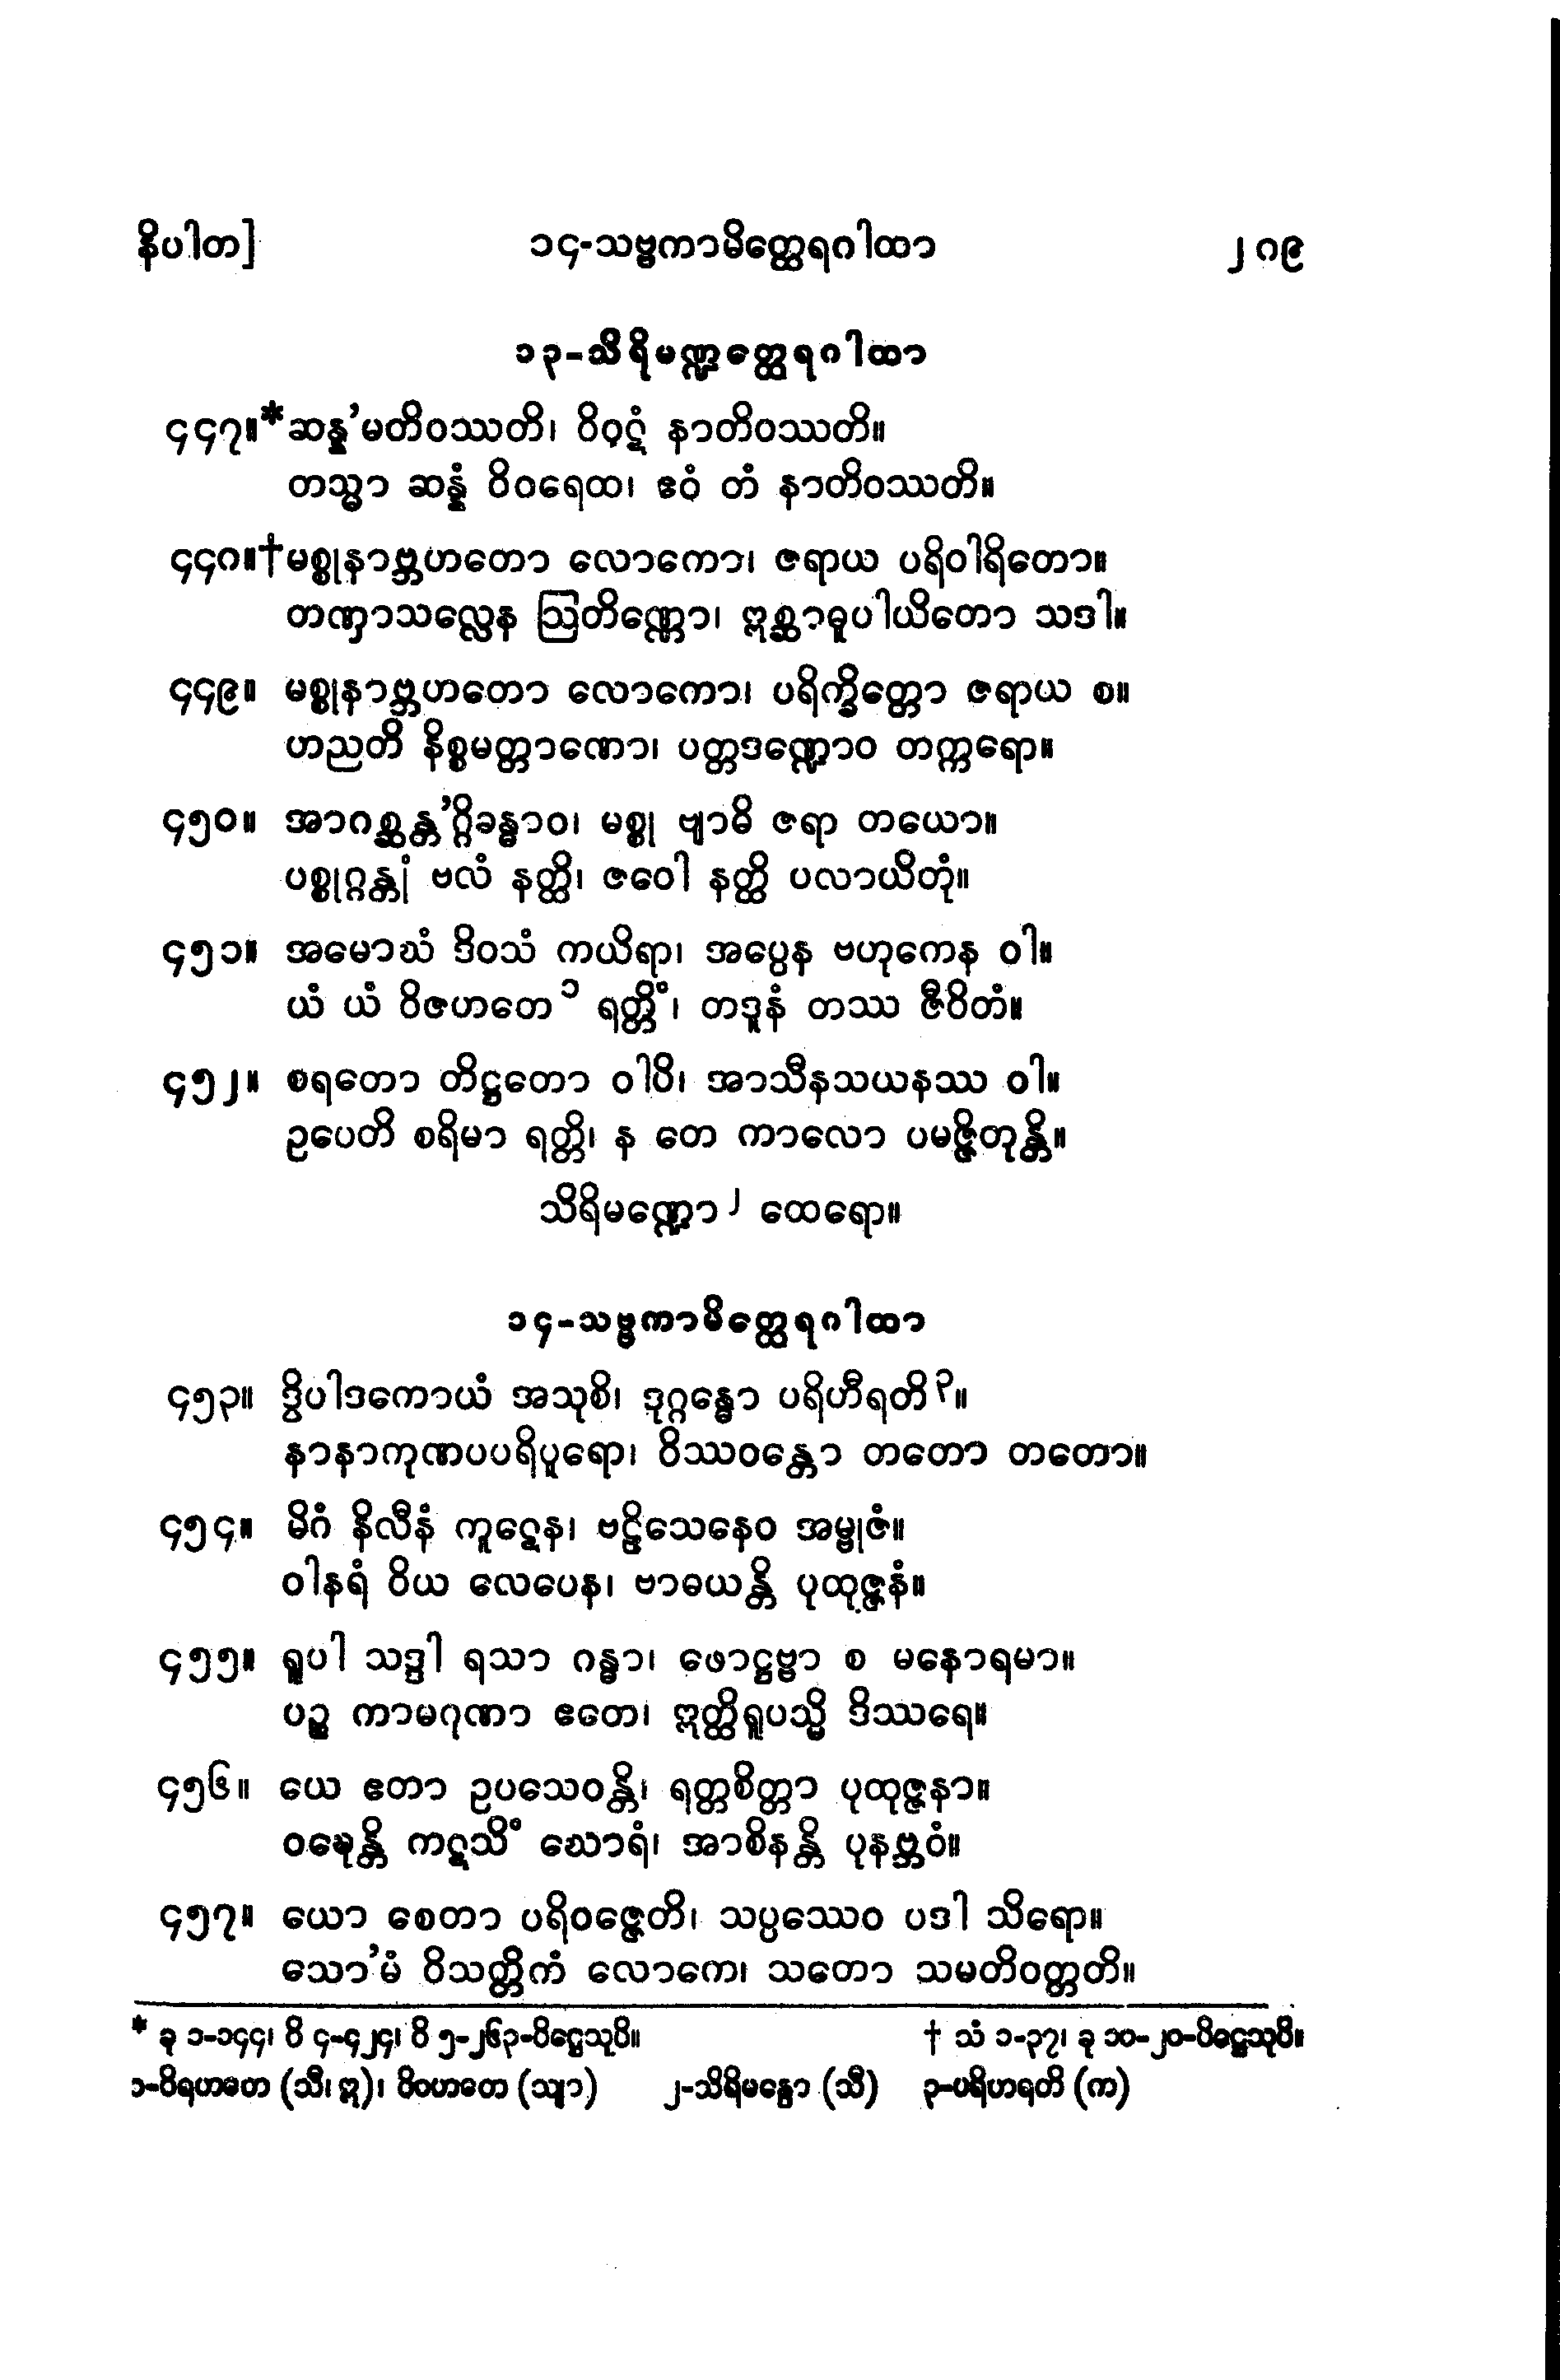 နိပါတ] ၁၄-သဗ္ဗကာမိတ္ထေရဂါထာ ၂၈၉
၁၃-သိရိမဏ္ဍတ္ထေရဂါထာ
၄၄၇။*ဆန္န’မတိဝဿတိ၊ ဝိဝဋံ နာတိဝဿတိ။
တသ္မာ ဆန္နံ ဝိဝရေထ၊ ဧဝံ တံ နာတိဝဿတိ။
၄၄၈။†မစ္စုနာဗ္ဘဟတော လောကော၊ ဇရာယ ပရိဝါရိတော။
တဏှာသလ္လေန ဩတိဏ္ဏော၊ ဣစ္ဆာဓူပါယိတော သဒါ။
၄၄၉။ မစ္စုနာဗ္ဘဟတော လောကော၊ ပရိက္ခိတ္တော ဇရာယ စ။
ဟညတိ နိစ္စမတ္တာဏော၊ ပတ္တဒဏ္ဍောဝ တက္ကရော။
၄၅၀။ အာဂစ္ဆန္တ’ဂ္ဂိခန္ဓာဝ၊ မစ္စု ဗျာဓိ ဇရာ တယော။
ပစ္စုဂ္ဂန္တုံ ဗလံ နတ္ထိ၊ ဇဝေါ နတ္ထိ ပလာယိတုံ။
၄၅၁။ အမောဃံ ဒိဝသံ ကယိရာ၊ အပ္ပေန ဗဟုကေန ဝါ။
ယံ ယံ ဝိဇဟတေ ၁ ရတ္တိံ၊ တဒူနံ တဿ ဇီဝိတံ။
၄၅၂။ စရတော တိဋ္ဌတော ဝါပိ၊ အာသီနသယနဿ ဝါ။
ဥပေတိ စရိမာ ရတ္တိ၊ န တေ ကာလော ပမဇ္ဇိတုန္တိ။
သိရိမဏ္ဍော ၂ ထေရော။
၁၄-သဗ္ဗကာမိတ္ထေရဂါထာ
၄၅၃။ ဒွိပါဒကောယံ အသုစိ၊ ဒုဂ္ဂန္ဓော ပရိဟီရတိ ၃။
နာနာကုဏပပရိပူရော၊ ဝိဿဝန္တော တတော တတော။
၄၅၄။ မိဂံ နိလီနံ ကူဋေန၊ ဗဠိသေနေဝ အမ္ဗုဇံ။
ဝါနရံ ဝိယ လေပေန၊ ဗာဓယန္တိ ပုထုဇ္ဇနံ။
၄၅၅။ ရူပါ သဒ္ဒါ ရသာ ဂန္ဓာ၊ ဖောဋ္ဌဗ္ဗာ စ မနောရမာ။
ပဉ္စ ကာမဂုဏာ ဧတေ၊ ဣတ္ထိရူပသ္မိံ ဒိဿရေ။
၄၅၆။ ယေ ဧတာ ဥပသေဝန္တိ၊ ရတ္တစိတ္တာ ပုထုဇ္ဇနာ။
ဝဍ္ဎေန္တိ ကဋသိံ ဃောရံ၊ အာစိနန္တိ ပုနဗ္ဘဝံ။
၄၅၇။ ယော စေတာ ပရိဝဇ္ဇေတိ၊ သပ္ပဿေဝ ပဒါ သိရော။
သော’မံ ဝိသတ္တိကံ လောကေ၊ သတော သမတိဝတ္တတိ။
* ခု ၁-၁၄၄၊ ဝိ ၄-၄၂၄၊ ဝိ ၅-၂၆၃-ပိဋ္ဌေသုပိ။ † သံ ၁-၃၇၊ ခု ၁၀-၂၀-ပိဋ္ဌေသုပိ။
၁-ဝိရဟတေ (သီ၊ ဣ)၊ ဝိဝဟတေ (သျာ) ၂-သိရိမန္ဒော (သီ) ၃-ပရိဟရတိ (က)